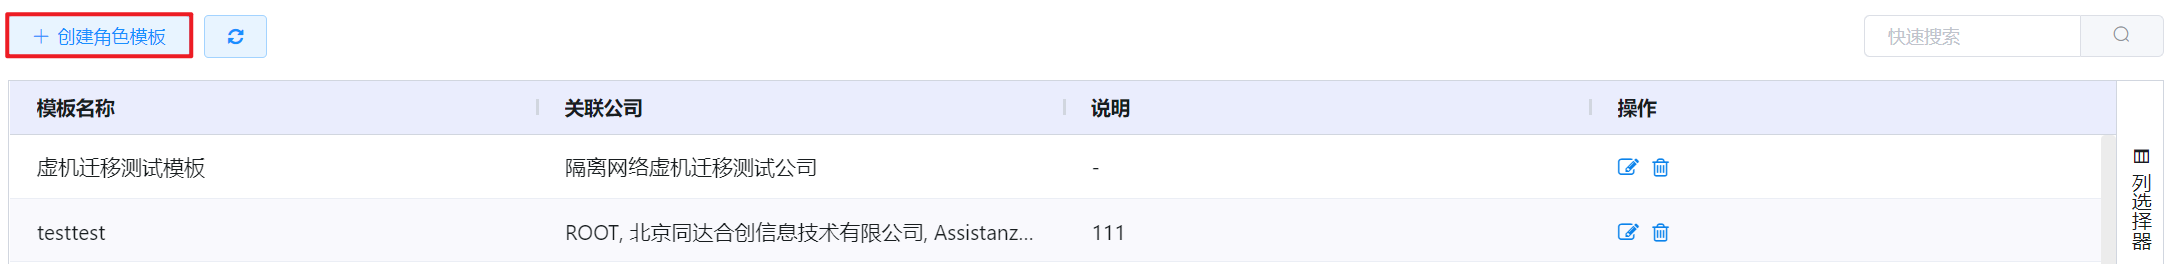 创建角色模板
快速搜索
模板名称 关联公司 说明 操作
虚机迁移测试模板 隔离网络虚机迁移测试公司 -
testtest ROOT, 北京同达合创信息技术有限公司, Assistanz... 111
列选择器